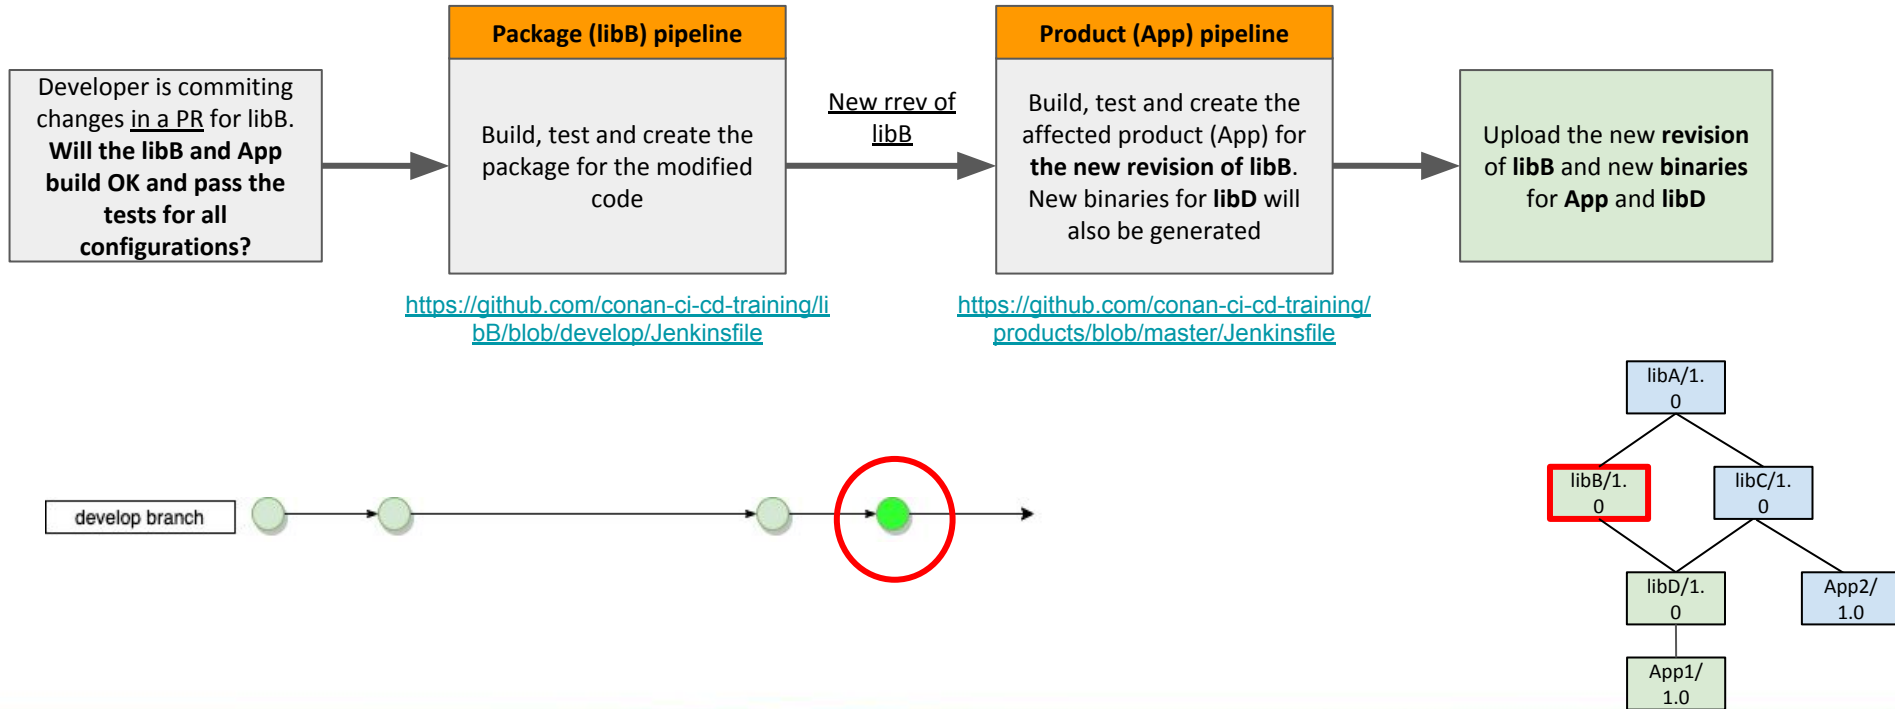 Developer is commiting
changes in a PR for libB.
Will the libB and App
build OK and pass the
tests for all
configurations?
Package (libB) pipeline
Build, test and create the
package for the modified
code
https://github.com/conan-ci-cd-training/li
bB/blob/develop/Jenkinsfile
New rrev of
libB
Product (App) pipeline
Build, test and create the
affected product (App) for
the new revision of libB.
New binaries for libD will
also be generated
https://github.com/conan-ci-cd-training/
products/blob/master/Jenkinsfile
Upload the new revision
of libB and new binaries
for App and libD
develop branch
libA/1.
0
libB/1.
0
libC/1.
0
libD/1.
0
App2/
1.0
App1/
1.0